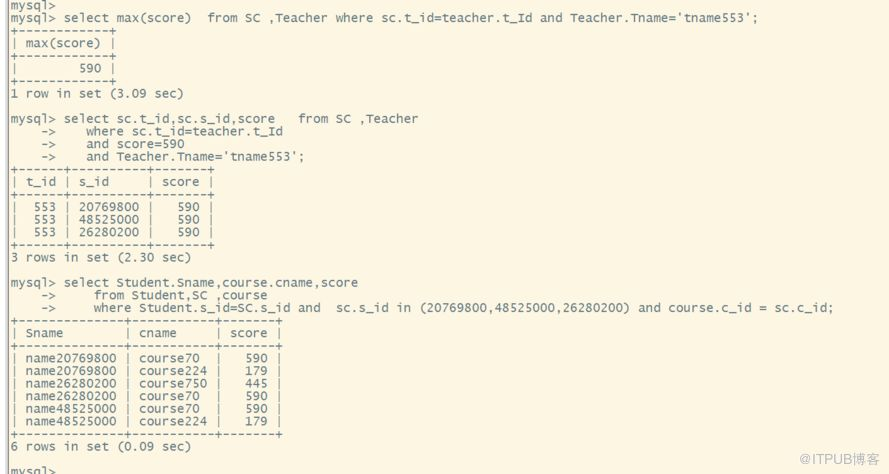 mysql>
mysql> select max(score)  from SC ,Teacher where sc.t_id=teacher.t_Id and Teacher.Tname='tname553';
+------------+
| max(score) |
+------------+
|        590 |
+------------+
1 row in set (3.09 sec)
mysql> select sc.t_id,sc.s_id,score   from SC ,Teacher
    ->    where sc.t_id=teacher.t_Id
    ->    and score=590
    ->    and Teacher.Tname='tname553';
+------+----------+-------+
| t_id | s_id     | score |
+------+----------+-------+
|  553 | 20769800 |   590 |
|  553 | 48525000 |   590 |
|  553 | 26280200 |   590 |
+------+----------+-------+
3 rows in set (2.30 sec)
mysql> select Student.Sname,course.cname,score
    ->     from Student,SC ,course
    ->     where Student.s_id=SC.s_id and  sc.s_id in (20769800,48525000,26280200) and course.c_id = sc.c_id;
+--------------+-----------+-------+
| Sname        | cname     | score |
+--------------+-----------+-------+
| name20769800 | course70  |   590 |
| name20769800 | course224 |   179 |
| name26280200 | course750 |   445 |
| name26280200 | course70  |   590 |
| name48525000 | course70  |   590 |
| name48525000 | course224 |   179 |
+--------------+-----------+-------+
6 rows in set (0.09 sec)
@ITPUB博客
mysql>